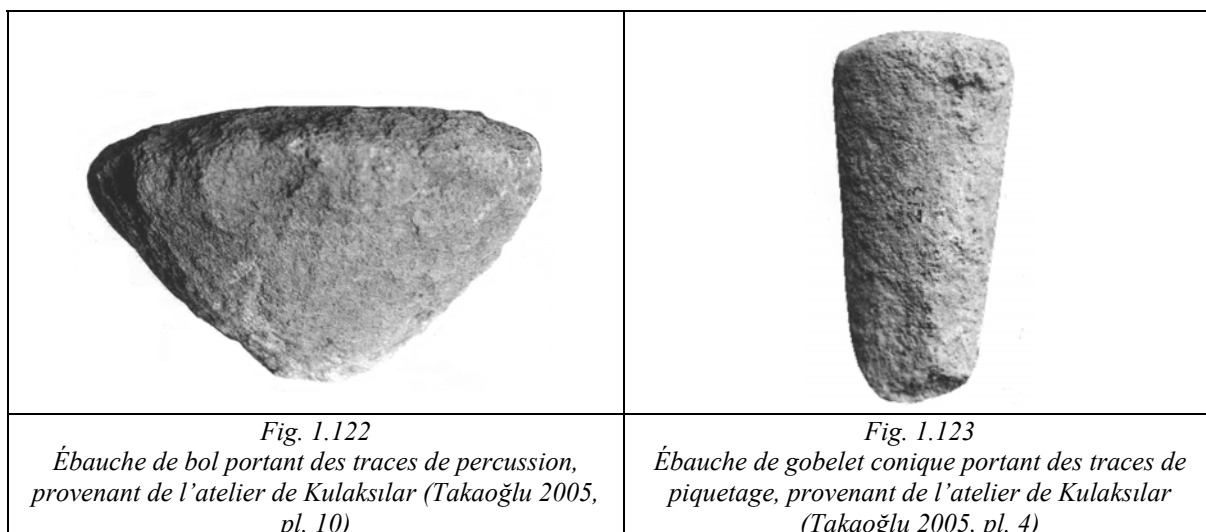 Fig. 1.122
Ébauche de bol portant des traces de percussion,
provenant de l’atelier de Kulaksılar (Takaoğlu 2005,
pl. 10)
Fig. 1.123
Ébauche de gobelet conique portant des traces de
piquetage, provenant de l’atelier de Kulaksılar
(Takaoğlu 2005, pl. 4)